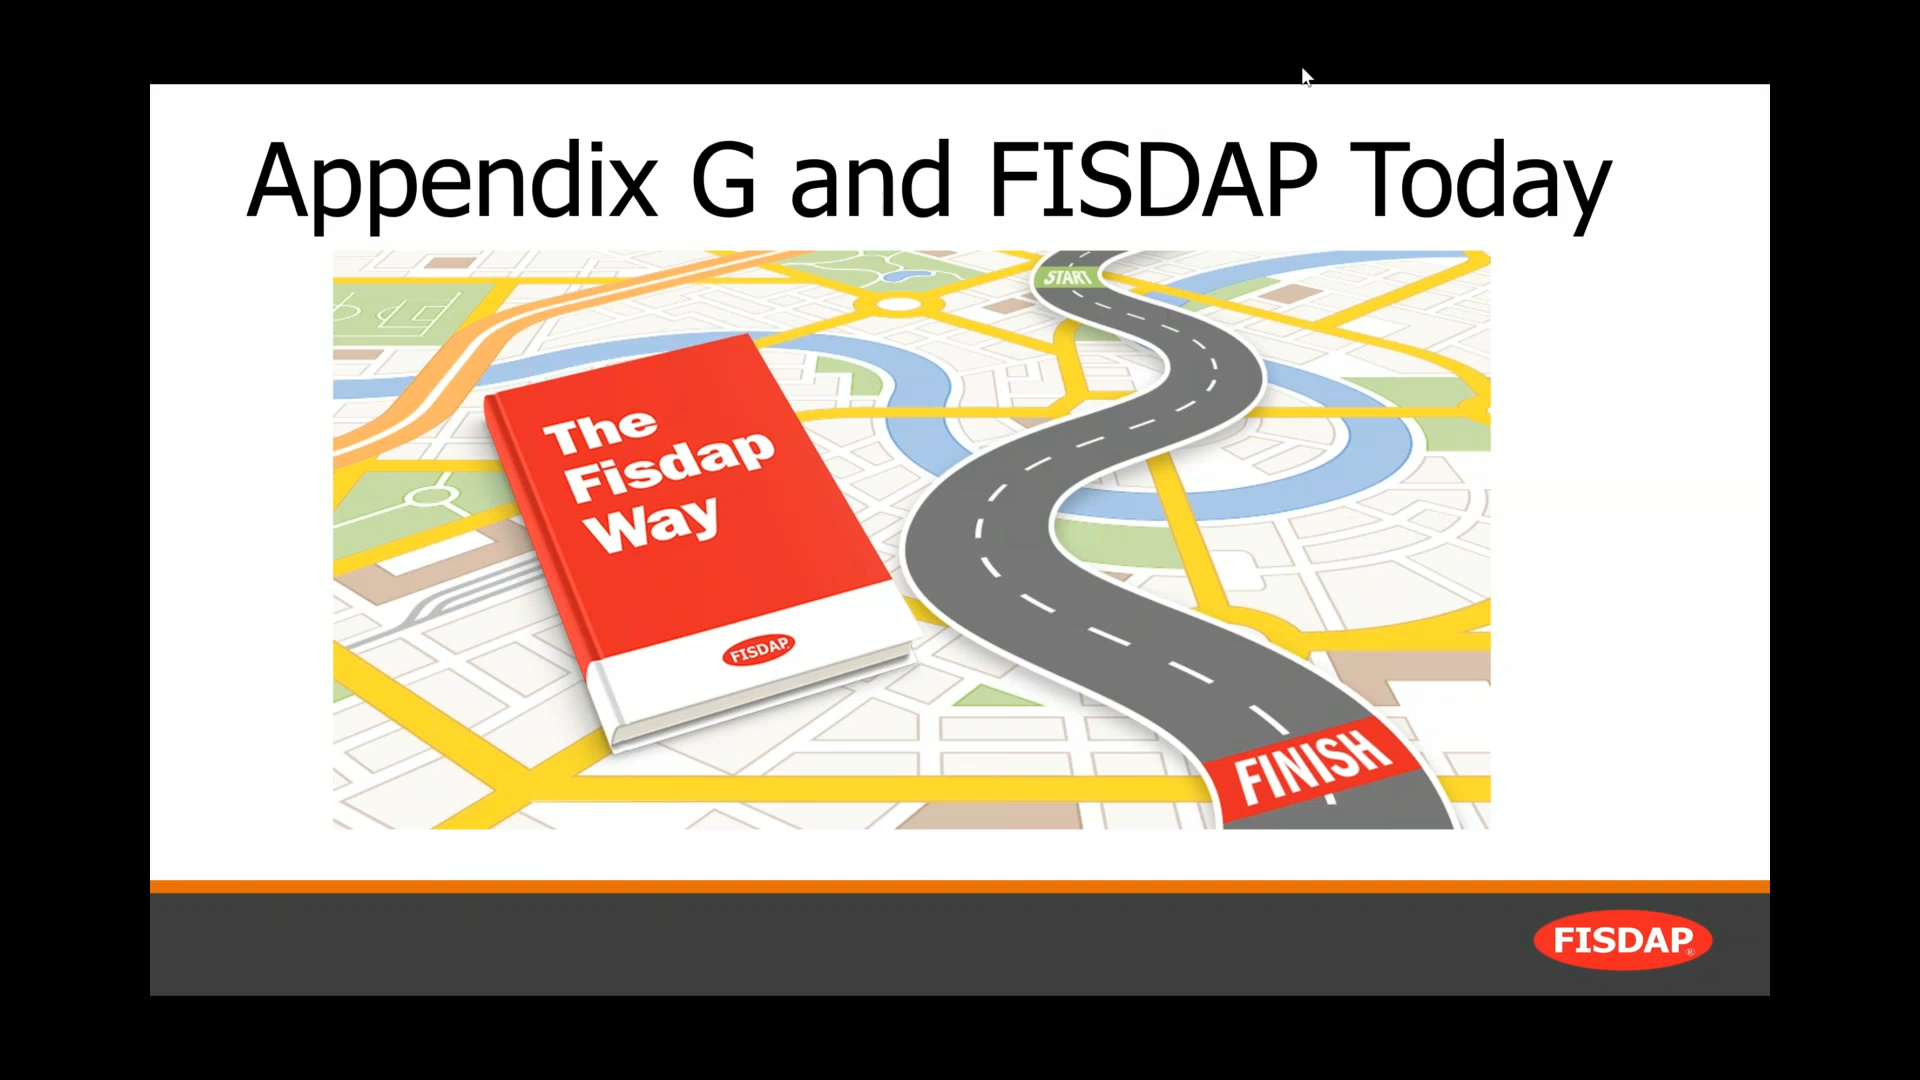 Appendix G and FISDAP Today
START
The
Fisdap
Way
FISDAP
FINISH
FISDAP®